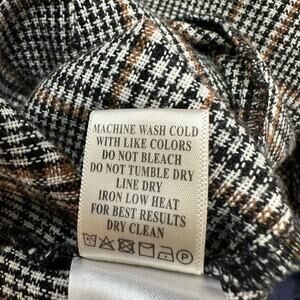 MACHINE WASH COLD
WITH LIKE COLORS
DO NOT BLEACH
DO NOT TUMBLE DRY
LINE DRY
IRON LOW HEAT
FOR BEST RESULTS
DRY CLEAN